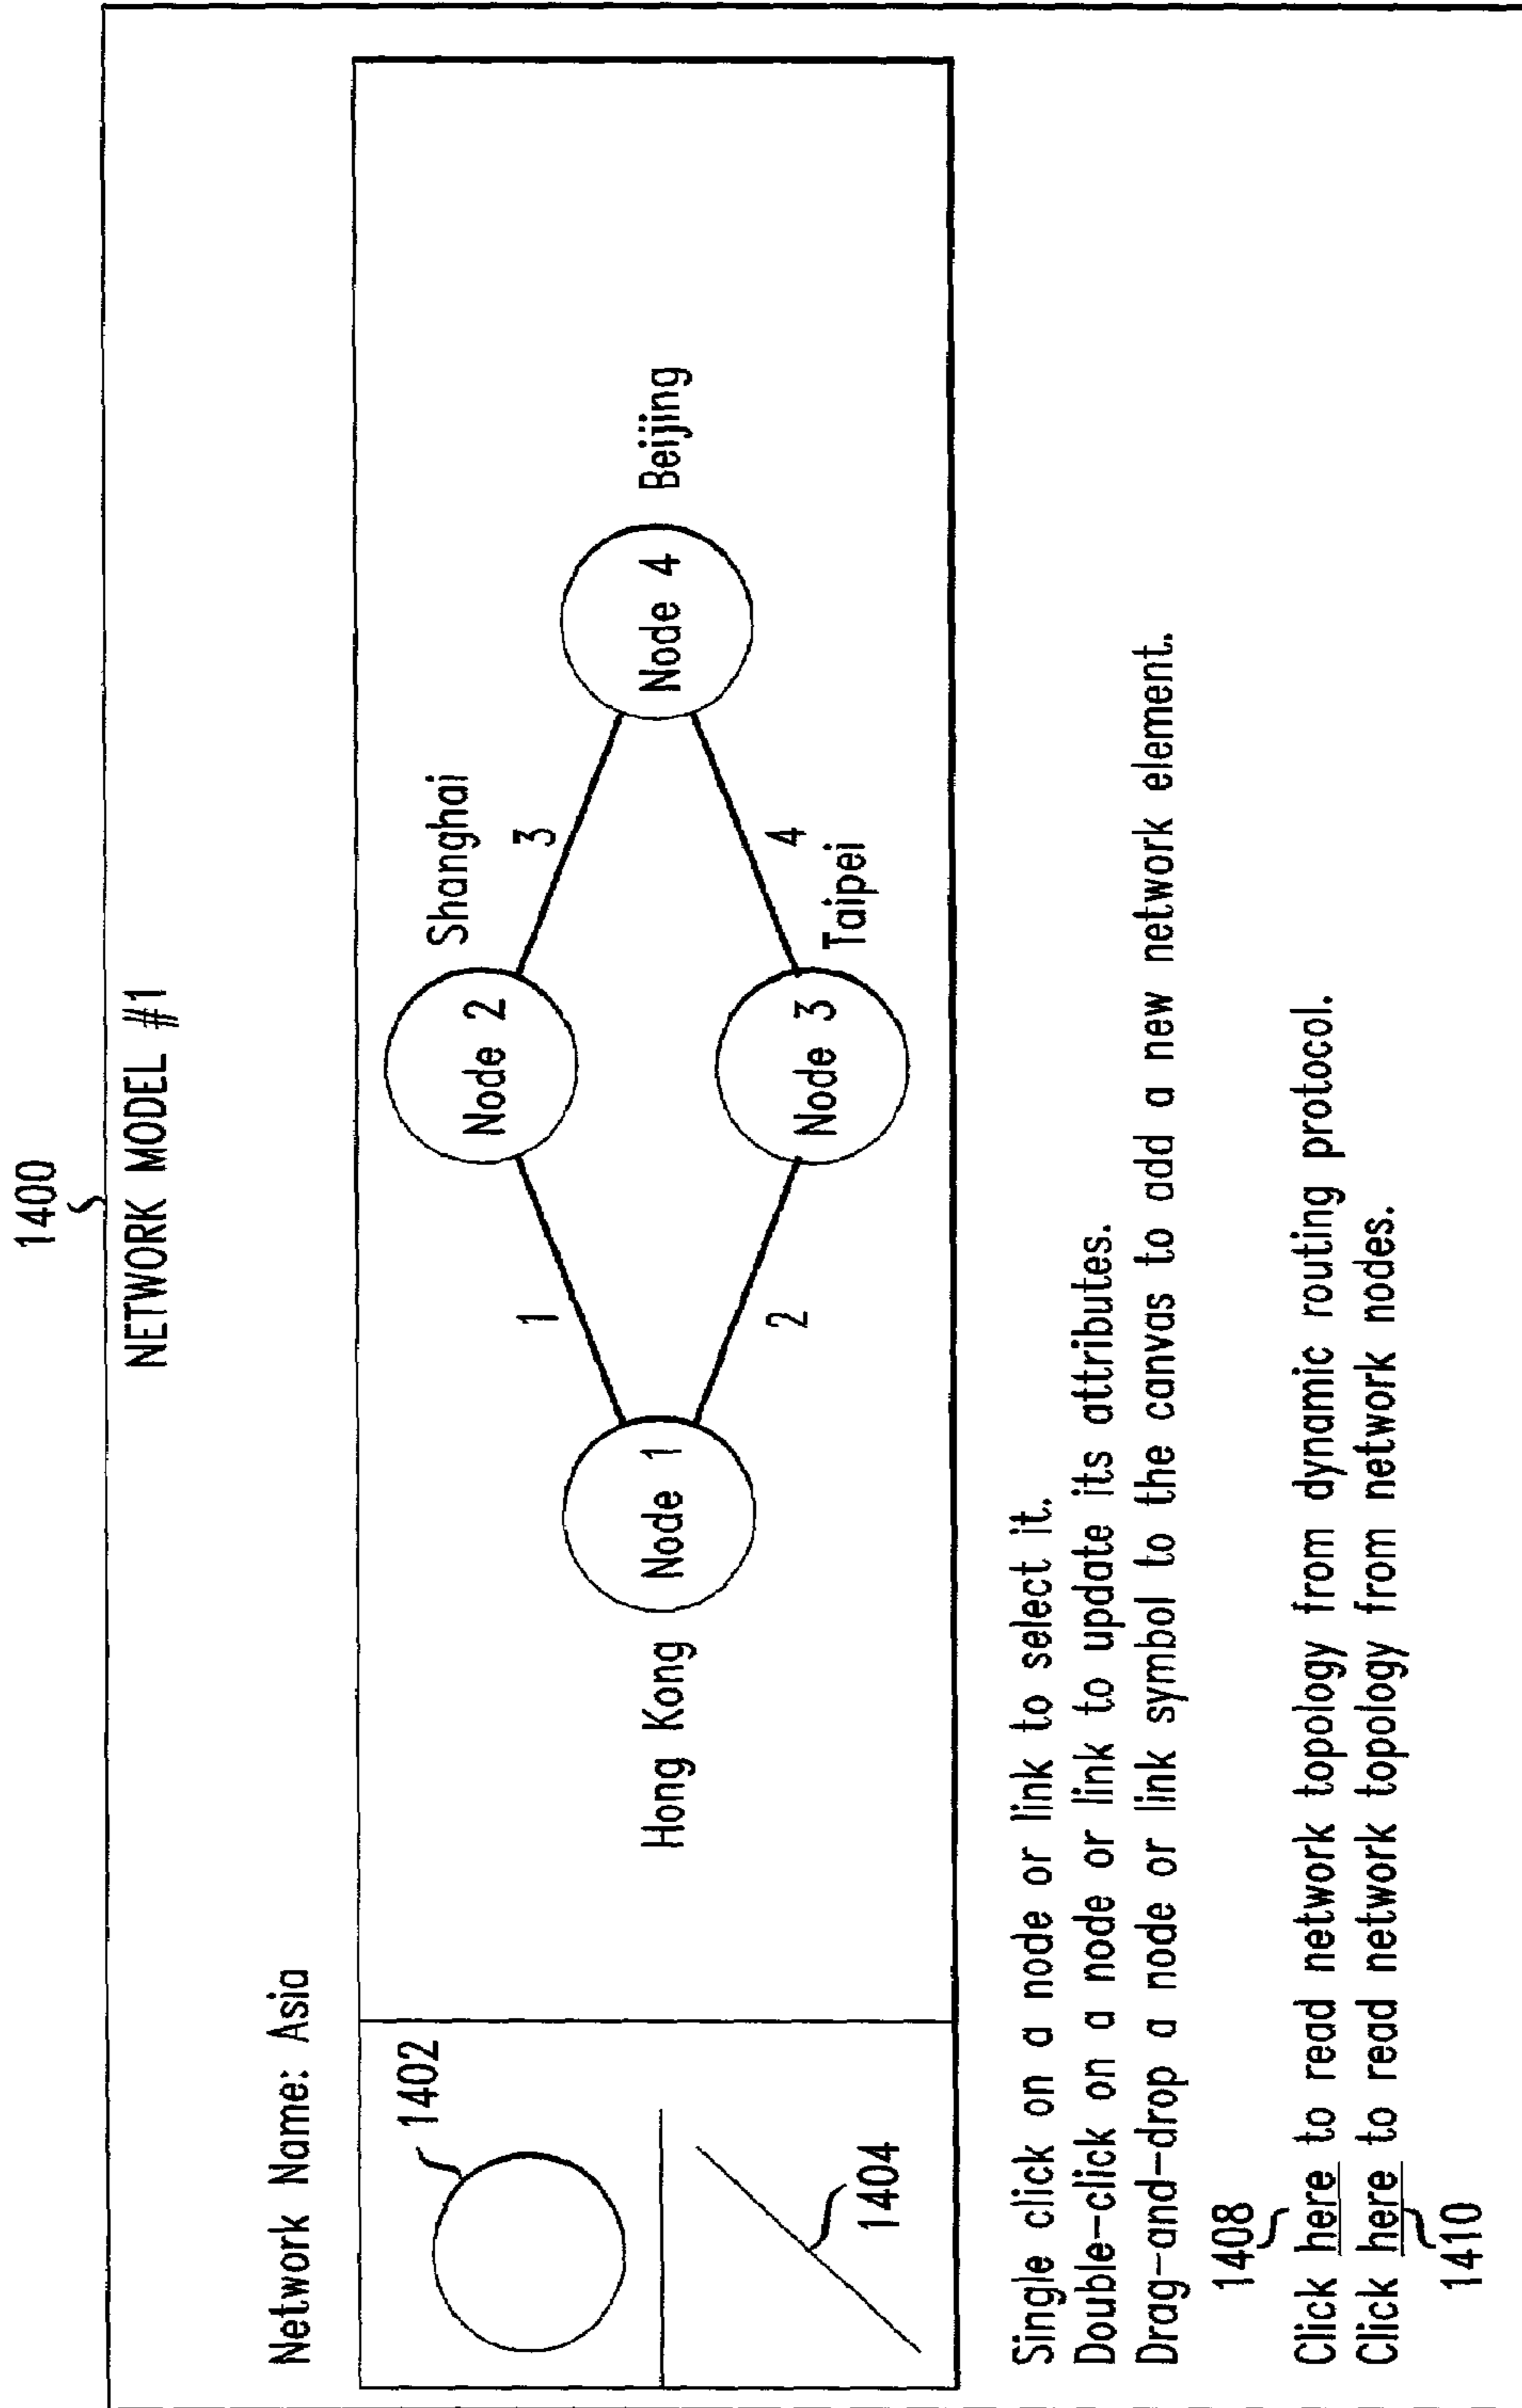 1400
NETWORK MODEL #1
Network Name: Asia
1402
1404
Shanghai
Node 2
1
3
Hong Kong
Node 1
Node 4
Beijing
2
4
Node 3
Taipei
Single click on a node or link to select it.
Double-click on a node or link to update its attributes.
Drag-and-drop a node or link symbol to the canvas to add a new network element.
1408
Click here to read network topology from dynamic routing protocol.
Click here to read network topology from network nodes.
1410